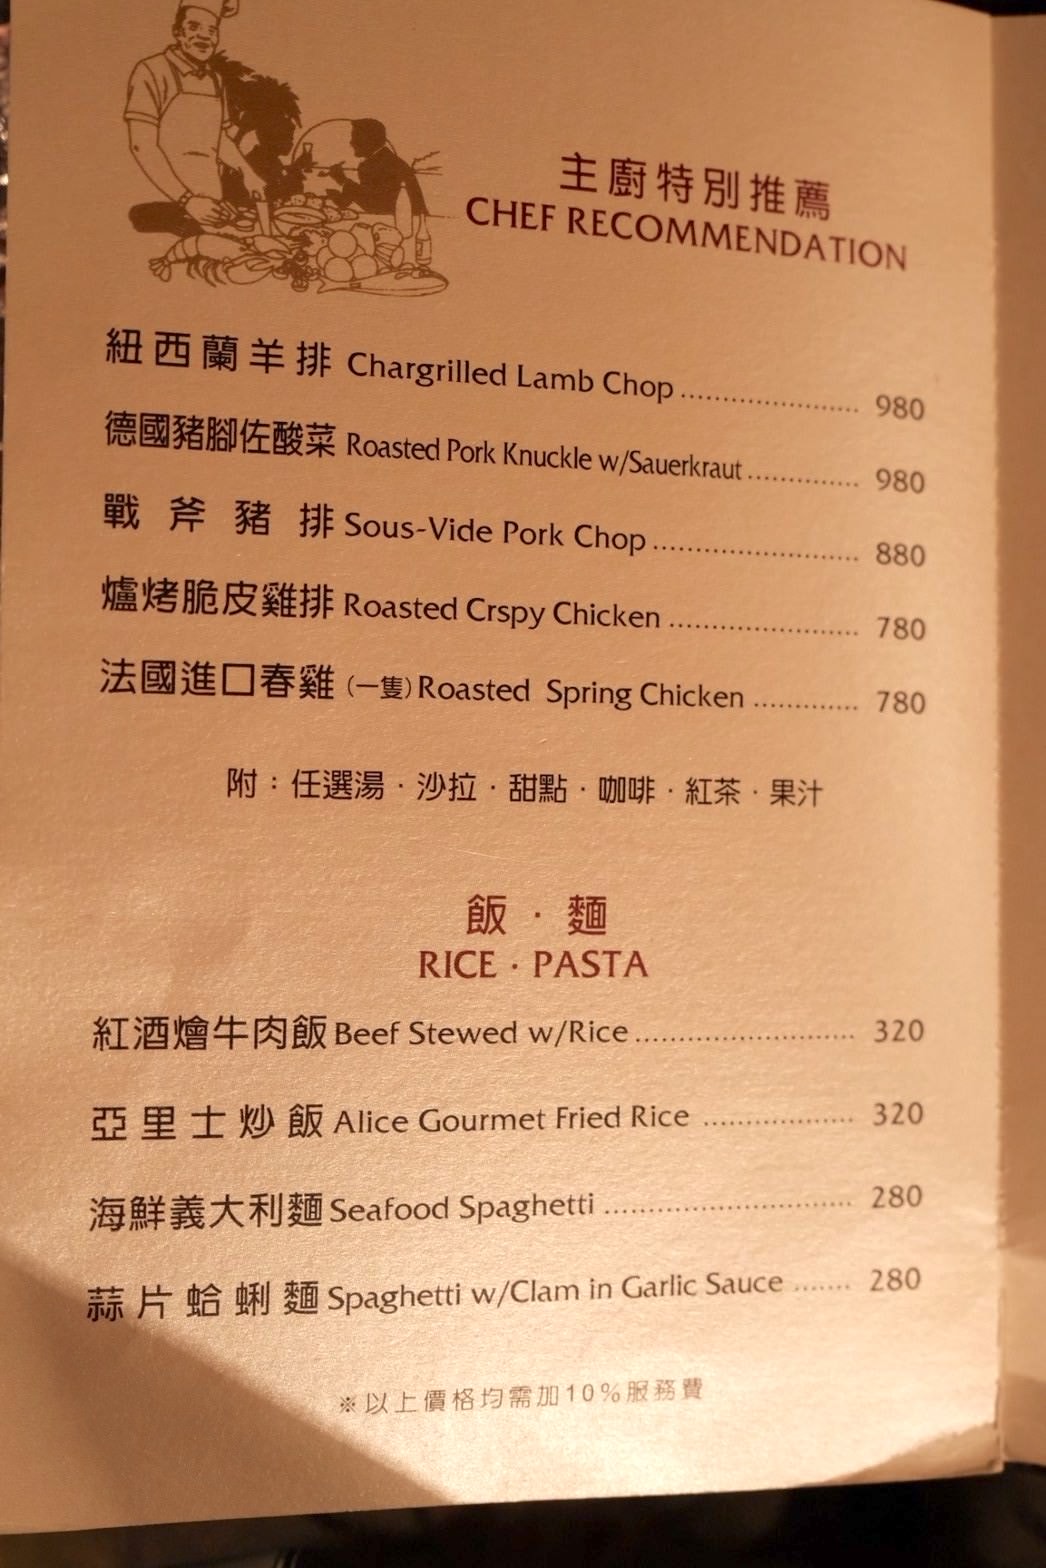 主廚特別推薦
CHEF RECOMMENDATION
紐西蘭羊排 Chargrilled Lamb Chop .................... 980
德國豬腳佐酸菜 Roasted Pork Knuckle w/Sauerkraut ............. 980
戰斧豬排 Sous-Vide Pork Chop ....................... 880
爐烤脆皮雞排 Roasted Crspy Chicken ..................... 780
法國進口春雞 (一隻) Roasted Spring Chicken ............ 780
附：任選湯·沙拉·甜點·咖啡·紅茶·果汁
飯·麵
RICE · PASTA
紅酒燴牛肉飯 Beef Stewed w/Rice ........................ 320
亞里士炒飯 Alice Gourmet Fried Rice ................. 320
海鮮義大利麵 Seafood Spaghetti ............................ 280
蒜片蛤蜊麵 Spaghetti w/Clam in Garlic Sauce ....... 280
※以上價格均需加10%服務費